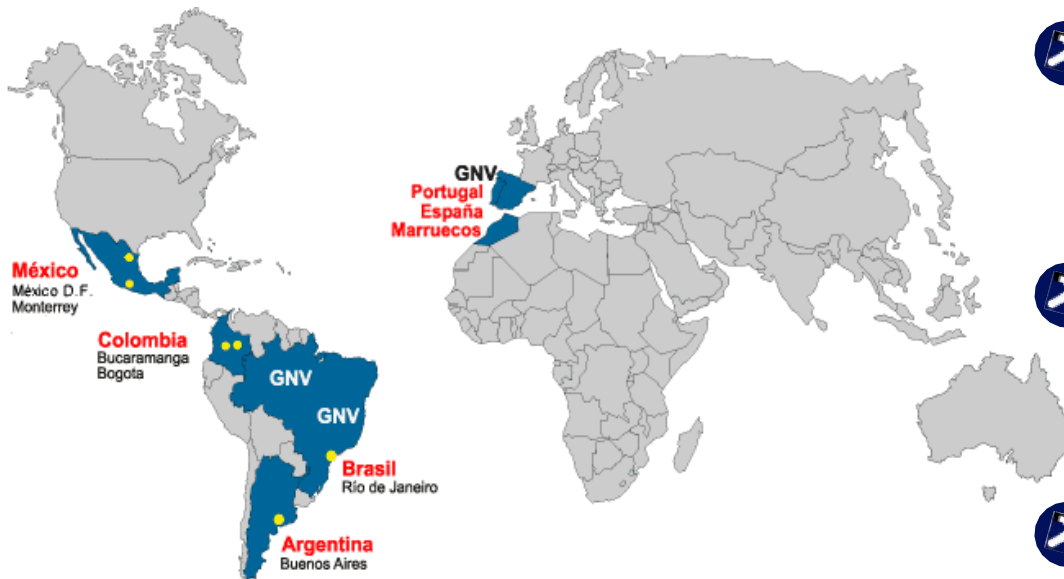 GNV
Portugal
España
Marruecos
México
México D.F.
Monterrey
Colombia
Bucaramanga
Bogota
GNV
GNV
Brasil
Río de Janeiro
Argentina
Buenos Aires